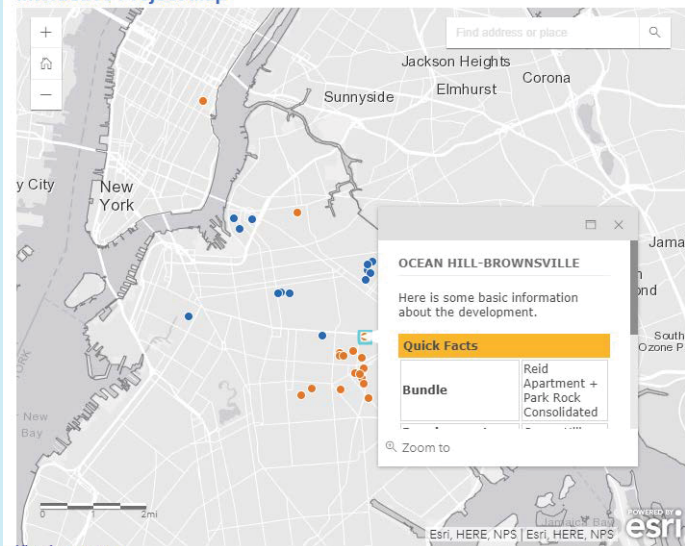 Find address or place
Jackson Heights
Corona
Elmhurst
Sunnyside
y City
New
York
Jama
OCEAN HILL-BROWNSVILLE
Here is some basic information
about the development.
South
Ozone P
Quick Facts
Bundle
Reid
Apartment +
Park Rock
Consolidated
Zoom to
New
Bay
0
2mi
Jamaica Bay
Esri, HERE, NPS | Esri, HERE, NPS
POWERED BY
esri